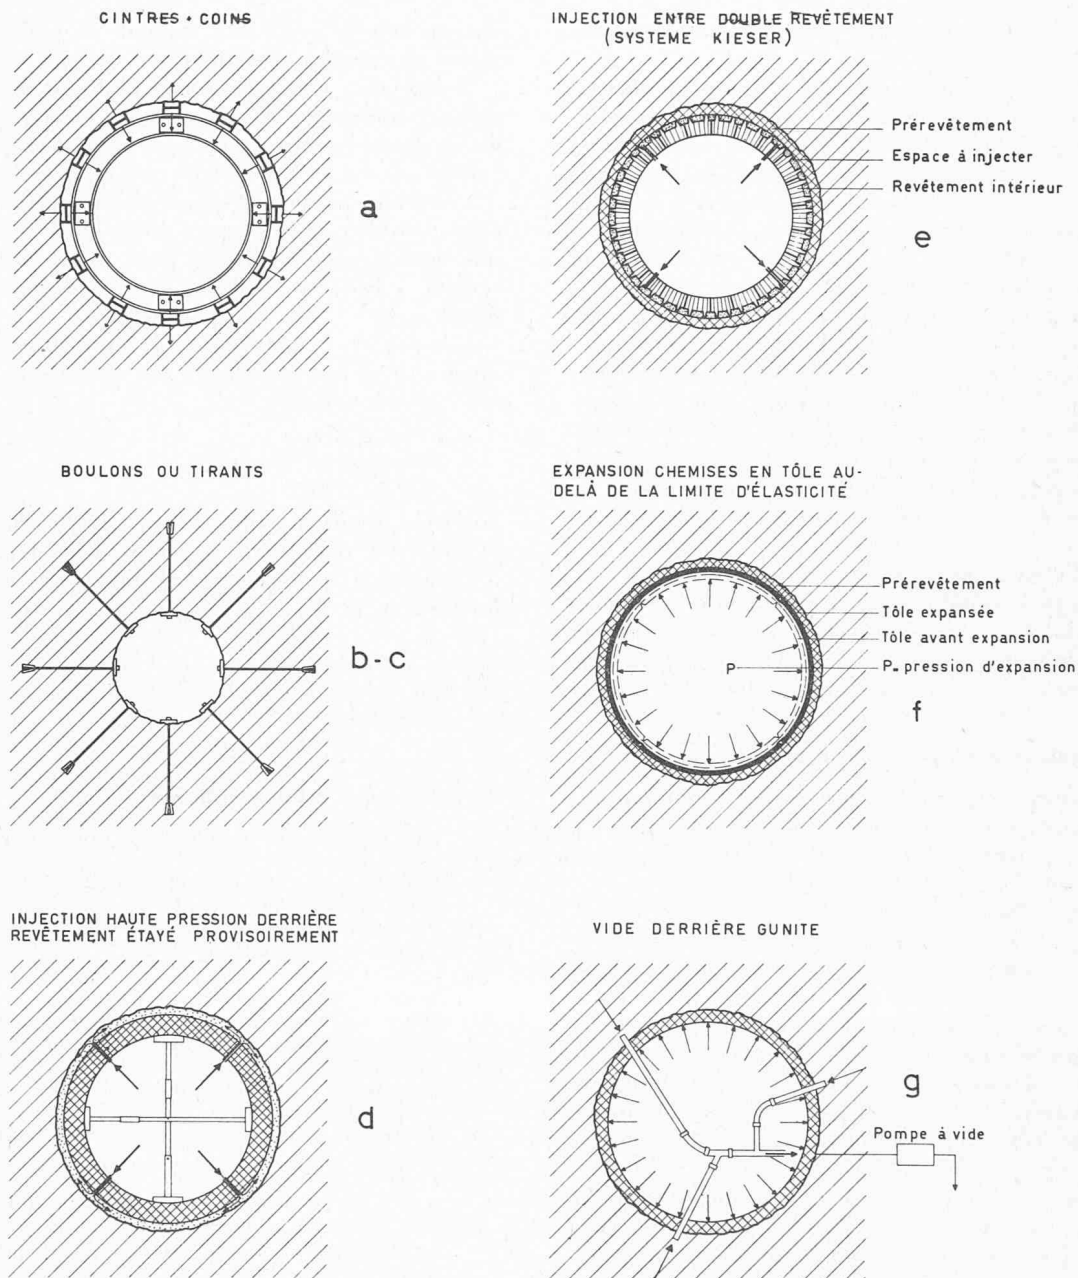 CINTRES + COINS
a
INJECTION ENTRE DOUBLE REVÊTEMENT
(SYSTEME KIESER)
Prérevêtement
Espace à injecter
Revêtement intérieur
e
BOULONS OU TIRANTS
b-c
EXPANSION CHEMISES EN TÔLE AU-
DELÀ DE LA LIMITE D'ÉLASTICITÉ
Prérevêtement
Tôle expansée
Tôle avant expansion
P
P= pression d'expansion
f
INJECTION HAUTE PRESSION DERRIÈRE
REVÊTEMENT ÉTAYÉ PROVISOIREMENT
d
VIDE DERRIÈRE GUNITE
g
Pompe à vide